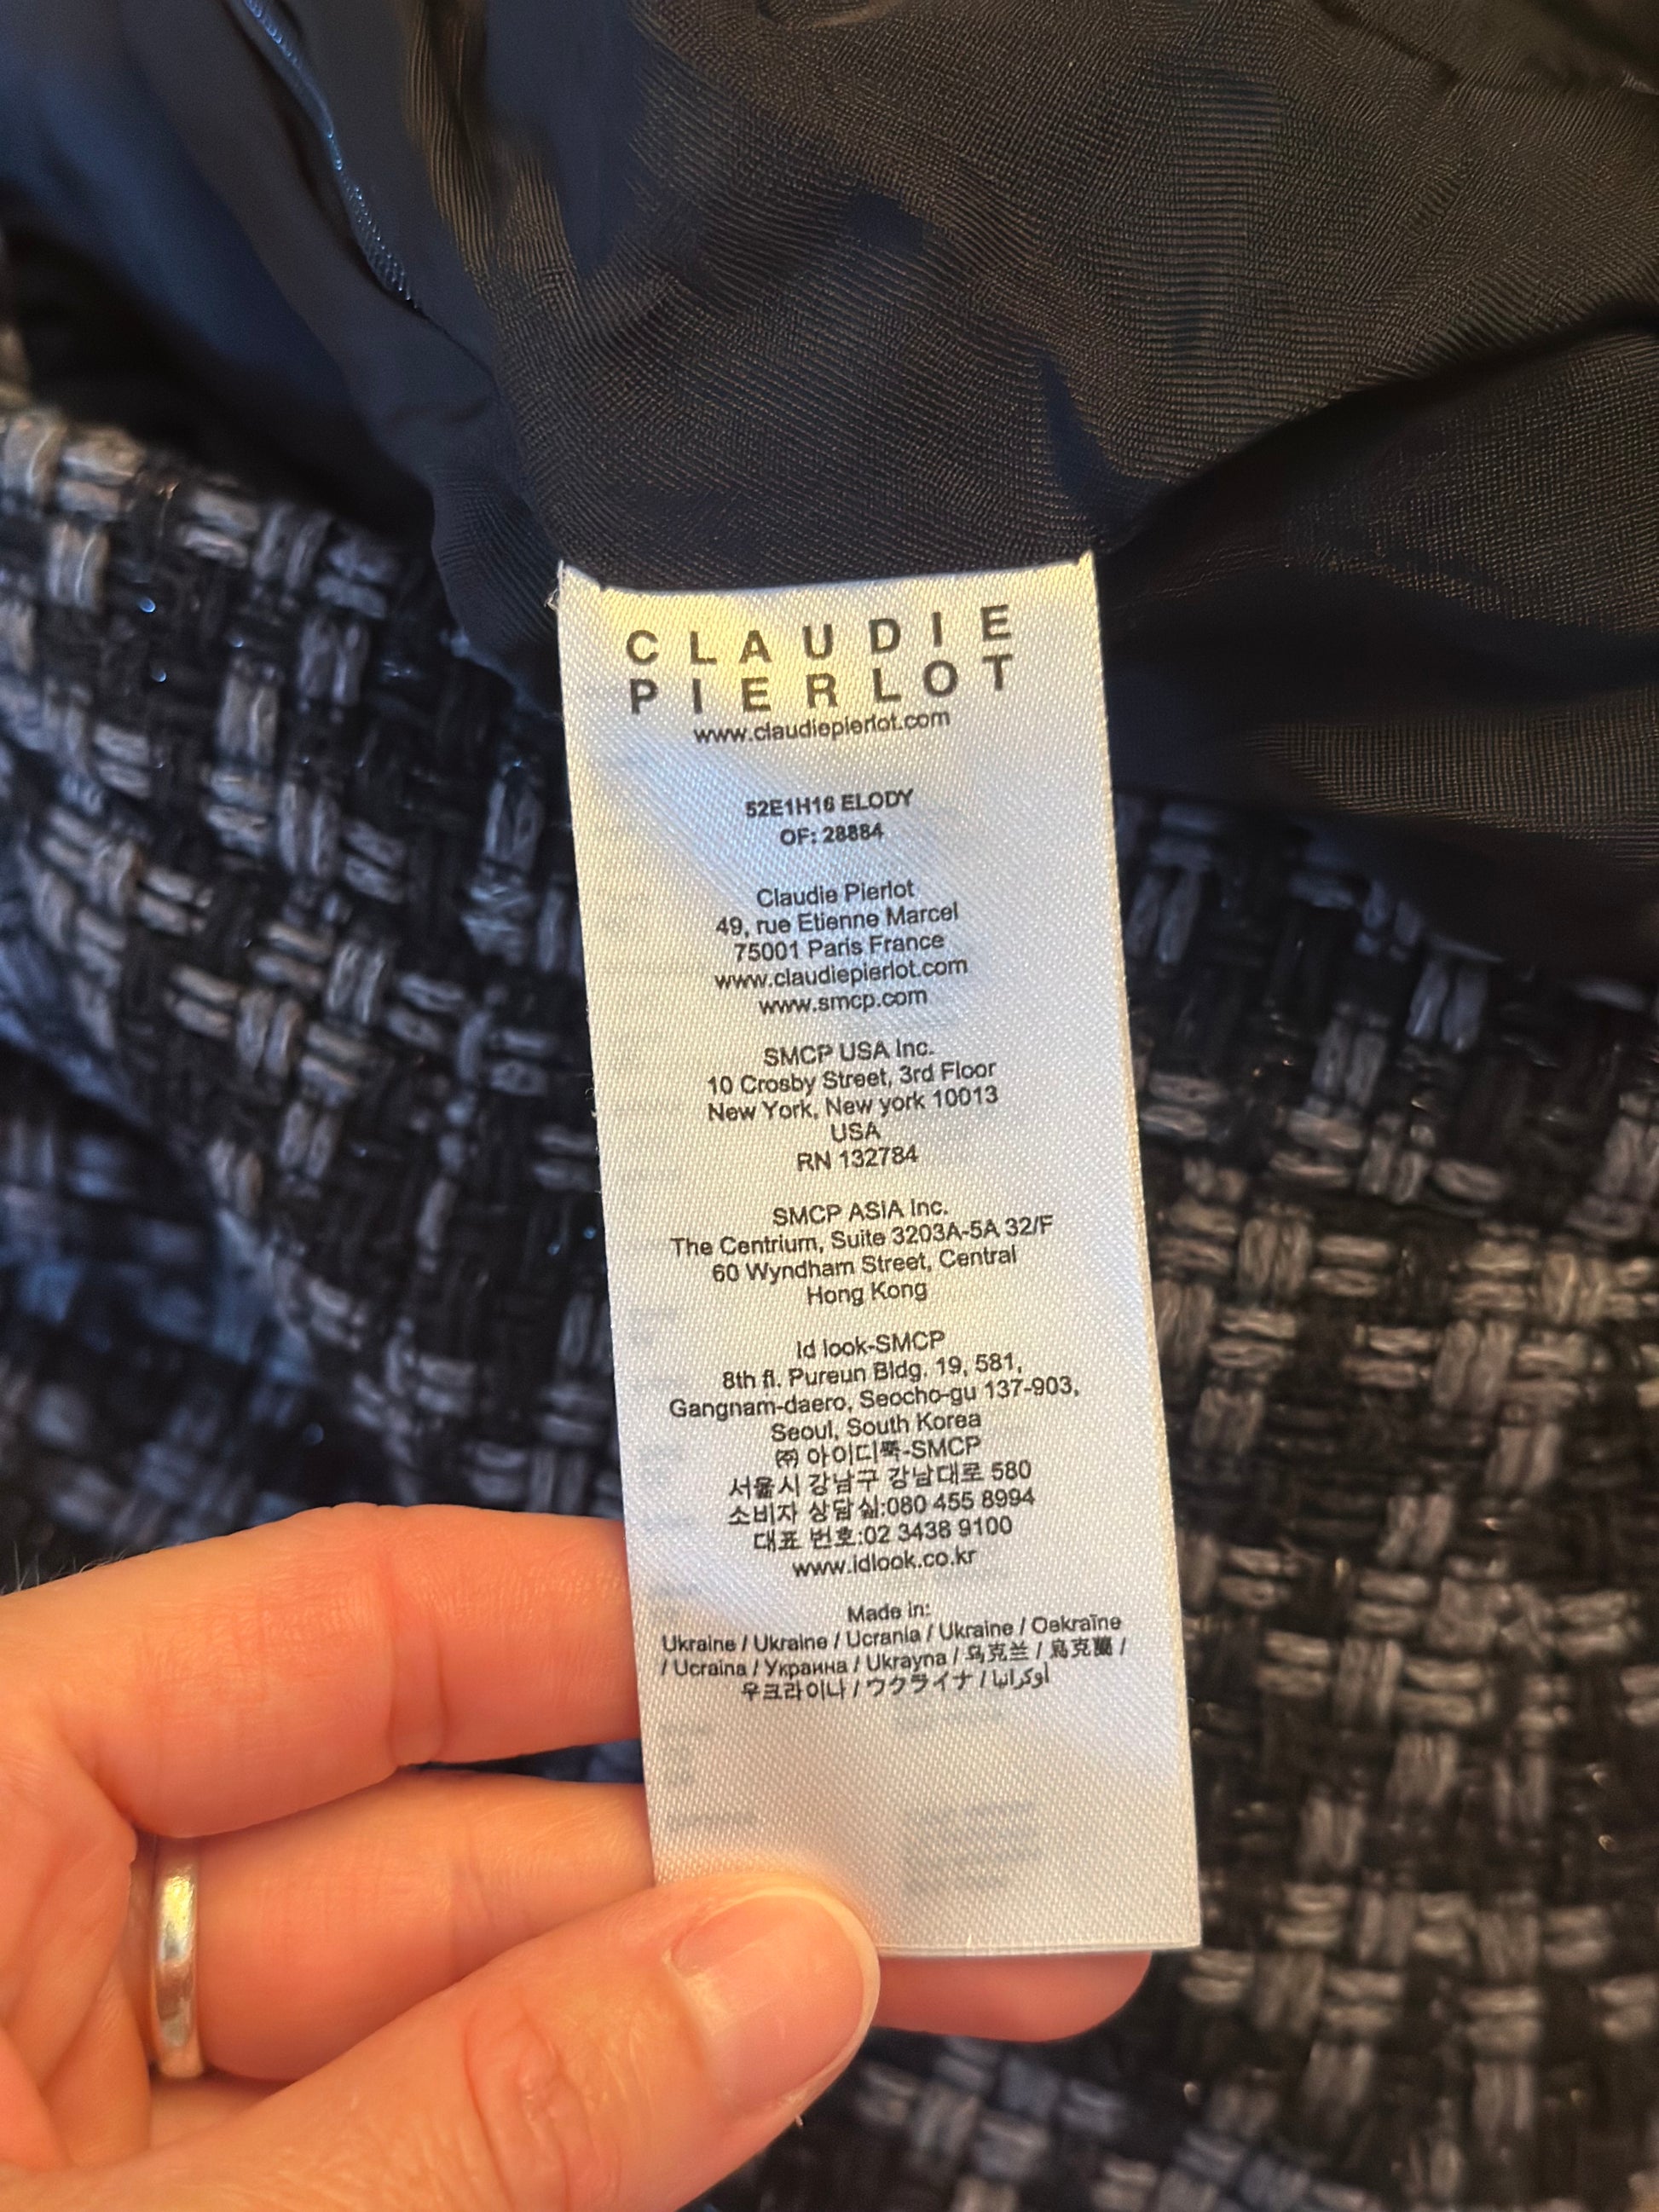 CLAUDIE
PIERLOT
www.claudiepierlot.com
52E1H16 ELODY
OF: 28884
Claudie Pierlot
49, rue Etienne Marcel
75001 Paris France
www.claudiepierlot.com
www.smcp.com
SMCP USA Inc.
10 Crosby Street, 3rd Floor
New York, New york 10013
USA
RN 132784
SMCP ASIA Inc.
The Centrium, Suite 3203A-5A 32/F
60 Wyndham Street, Central
Hong Kong
id look-SMCP
8th fl. Pureun Bldg. 19, 581,
Gangnam-daero, Seocho-gu 137-903,
Seoul, South Korea
㈜ 아이디룩-SMCP
서울시 강남구 강남대로 580
소비자 상담실:080 455 8994
대표 번호:02 3438 9100
www.idlook.co.kr
Made in:
Ukraine / Ukraine / Ucrania / Ukraine / Oekraïne
/ Ucraina / Украина / Ukrayna / 乌克兰 / 烏克蘭 /
우크라이나 / ウクライナ / أوكرانيا